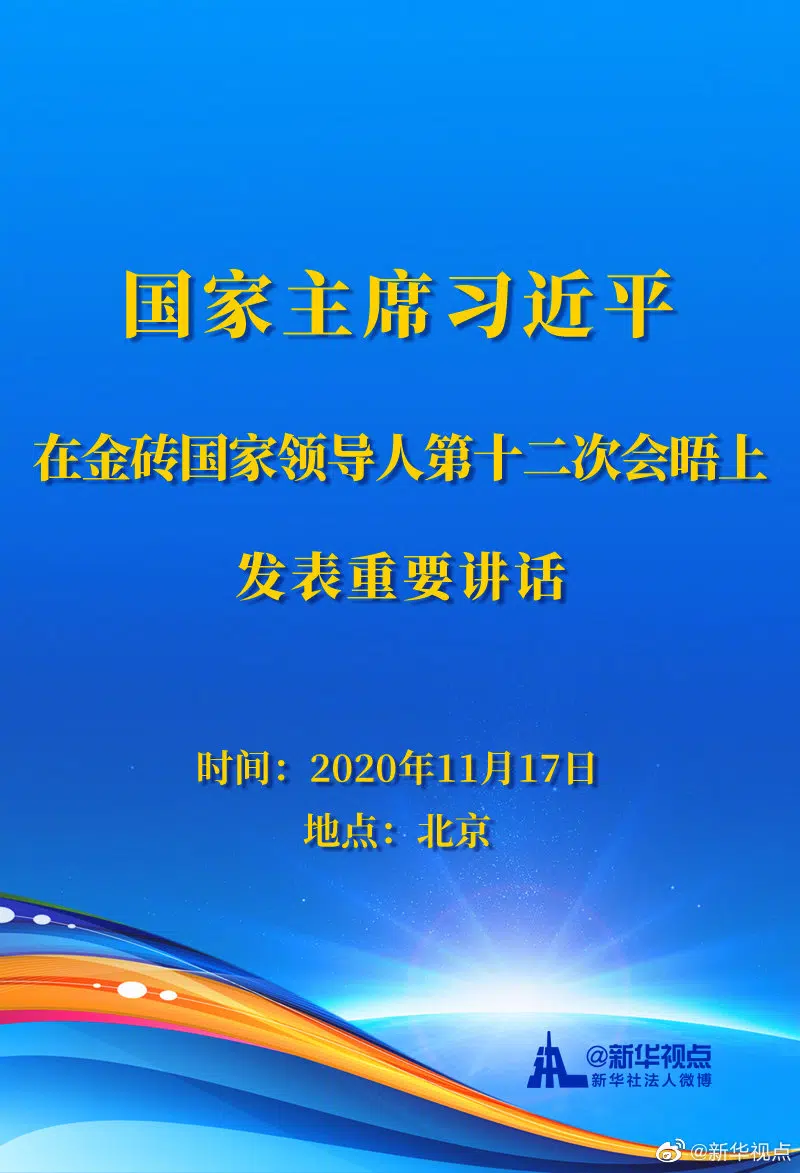 国家主席习近平
在金砖国家领导人第十二次会晤上
发表重要讲话
时间：2020年11月17日
地点：北京
@新华视点
新华社法人微博
@新华视点